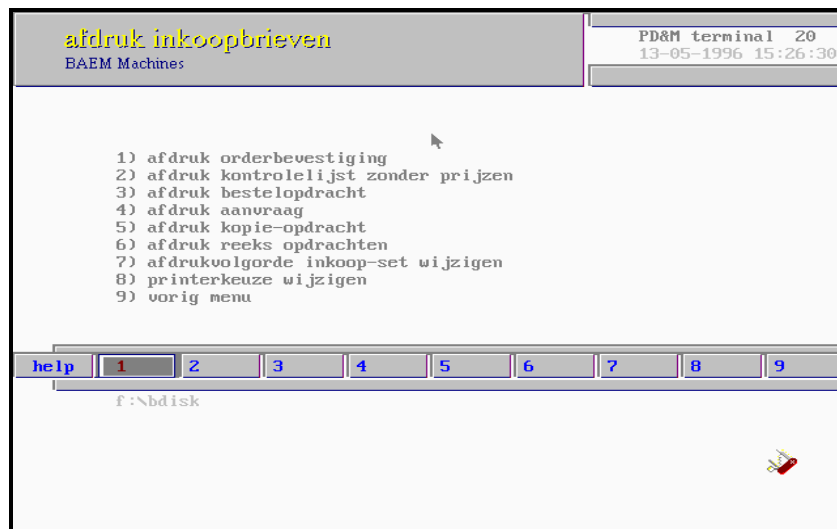 afdruk inkoopbrieven
BAEM Machines
PD&M terminal 20
13-05-1996 15:26:30
1) afdruk orderbevestiging
2) afdruk kontrolelijst zonder prijzen
3) afdruk bestelopdracht
4) afdruk aanvraag
5) afdruk kopie-opdracht
6) afdruk reeks opdrachten
7) afdrukvolgorde inkoop-set wijzigen
8) printerkeuze wijzigen
9) vorig menu
help 1 2 3 4 5 6 7 8 9
f:\bdisk